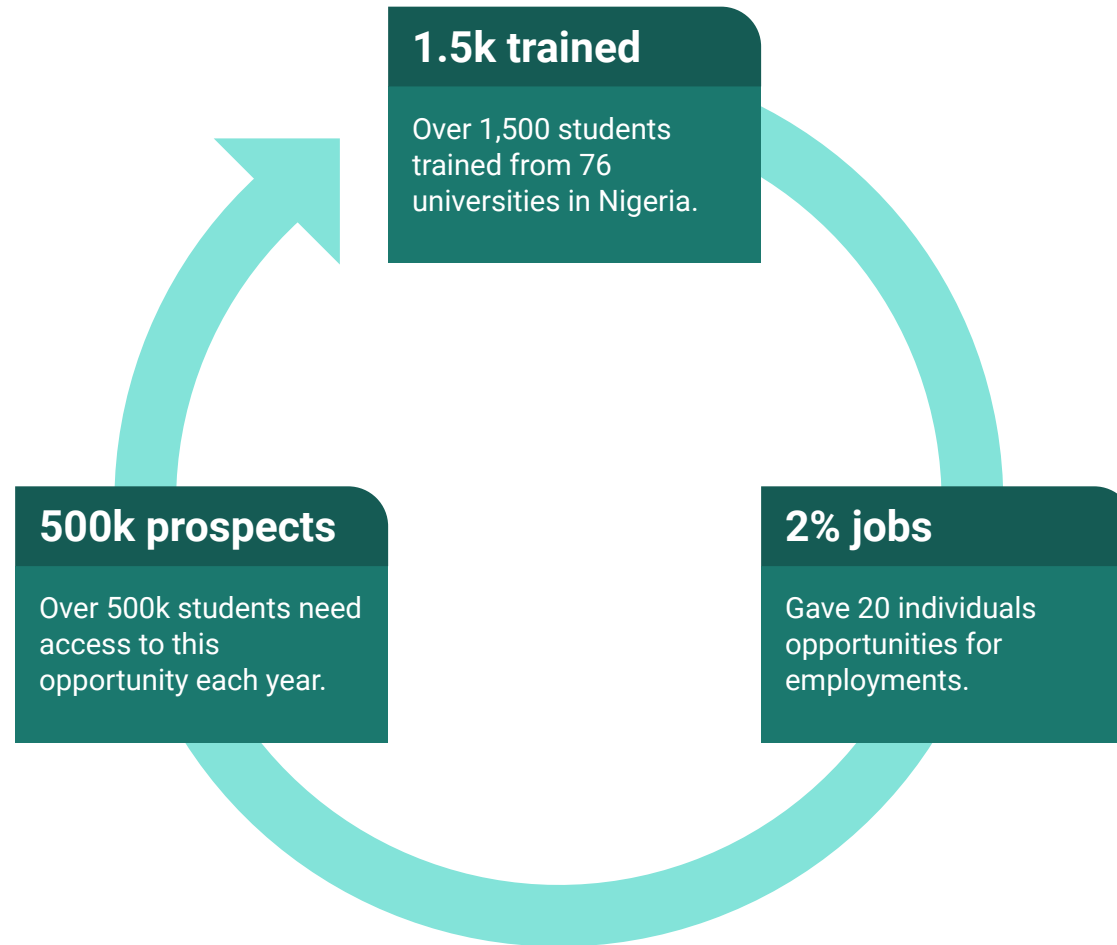 1.5k trained
Over 1,500 students
trained from 76
universities in Nigeria.
2% jobs
Gave 20 individuals
opportunities for
employments.
500k prospects
Over 500k students need
access to this
opportunity each year.